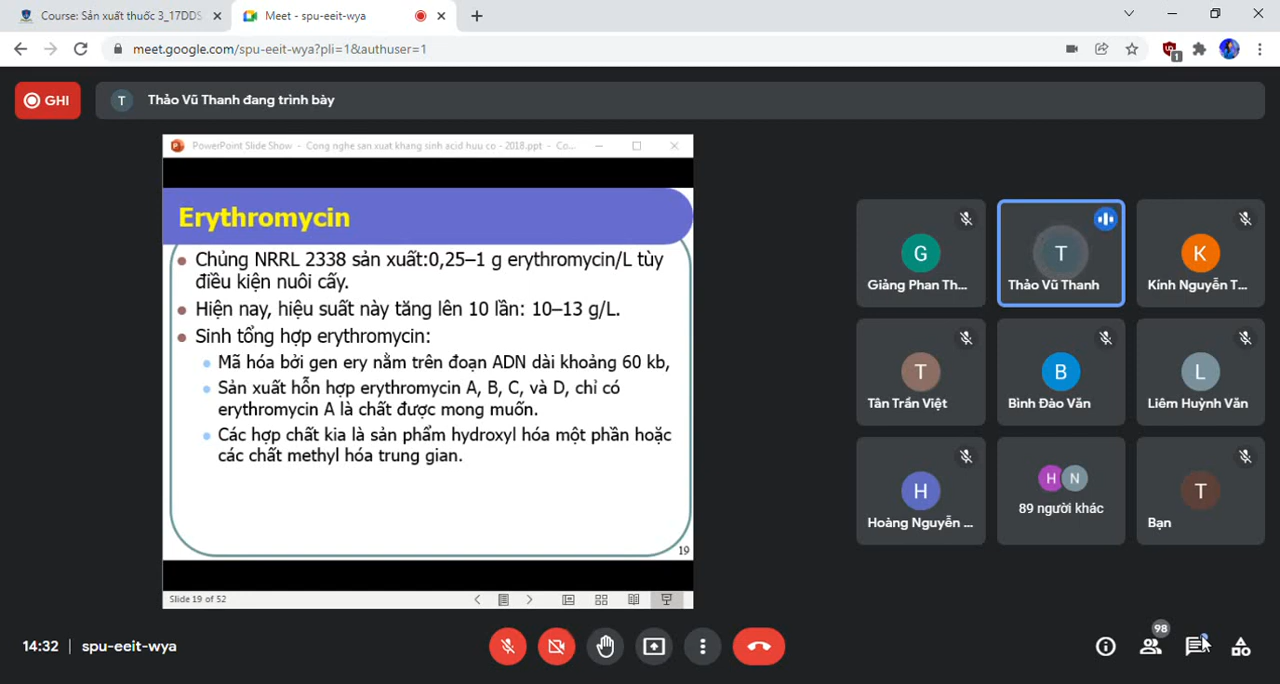 Course: Sản xuất thuốc 3_17DDS
Meet - spu-eeit-wya
meet.google.com/spu-eeit-wya?pli=1&authuser=1
1
GHI
T
Thảo Vũ Thanh đang trình bày
PowerPoint Slide Show - Cong nghe san xuat khang sinh acid huu co - 2018.ppt - Co...
Erythromycin
Chủng NRRL 2338 sản xuất:0,25–1 g erythromycin/L tùy
điều kiện nuôi cấy.
Hiện nay, hiệu suất này tăng lên 10 lần: 10–13 g/L.
Sinh tổng hợp erythromycin:
Mã hóa bởi gen ery nằm trên đoạn ADN dài khoảng 60 kb,
Sản xuất hỗn hợp erythromycin A, B, C, và D, chỉ có
erythromycin A là chất được mong muốn.
Các hợp chất kia là sản phẩm hydroxyl hóa một phần hoặc
các chất methyl hóa trung gian.
19
Slide 19 of 52
G
Giảng Phan Th...
T
Thảo Vũ Thanh
K
Kính Nguyễn T...
T
Tân Trần Việt
B
Bình Đào Văn
L
Liêm Huỳnh Văn
H
Hoàng Nguyễn ...
H N
89 người khác
T
Bạn
14:32 | spu-eeit-wya
98